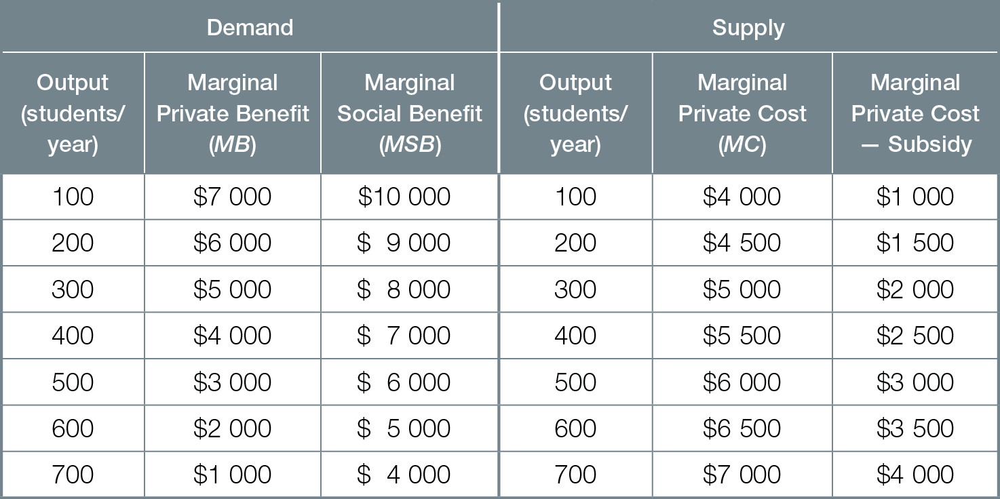 Demand Supply
Output (students/ year) Marginal Private Benefit (MB) Marginal Social Benefit (MSB) Output (students/ year) Marginal Private Cost (MC) Marginal Private Cost — Subsidy
100 $7 000 $10 000 100 $4 000 $1 000
200 $6 000 $ 9 000 200 $4 500 $1 500
300 $5 000 $ 8 000 300 $5 000 $2 000
400 $4 000 $ 7 000 400 $5 500 $2 500
500 $3 000 $ 6 000 500 $6 000 $3 000
600 $2 000 $ 5 000 600 $6 500 $3 500
700 $1 000 $ 4 000 700 $7 000 $4 000